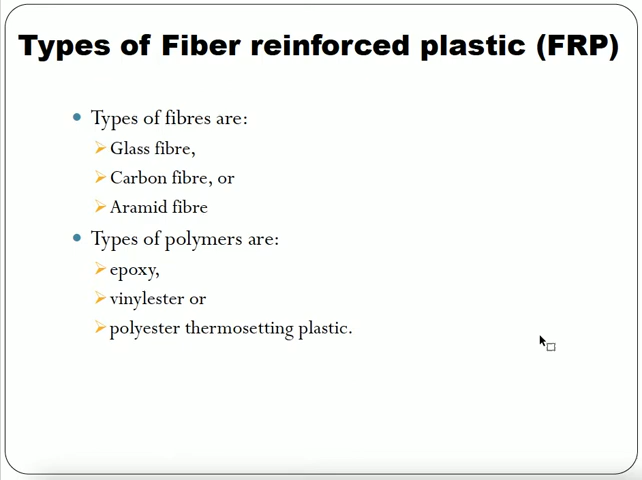 Types of Fiber reinforced plastic (FRP)
Types of fibres are:
Glass fibre,
Carbon fibre, or
Aramid fibre
Types of polymers are:
epoxy,
vinylester or
polyester thermosetting plastic.